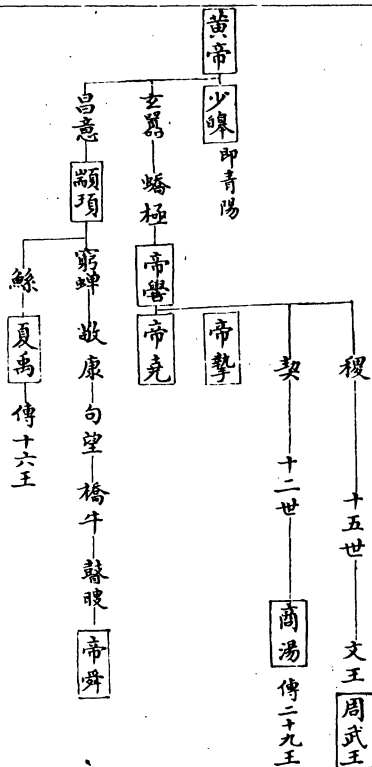 黄帝
少皞 即青陽
玄囂 蟜極 帝嚳
昌意 顓頊
稷 十五世 文王 周武王
契 十二世 商湯 傳二十九王
帝摯
帝堯
窮蟬 敬康 句望 橋牛 瞽瞍 帝舜
鯀 夏禹 傳十六王